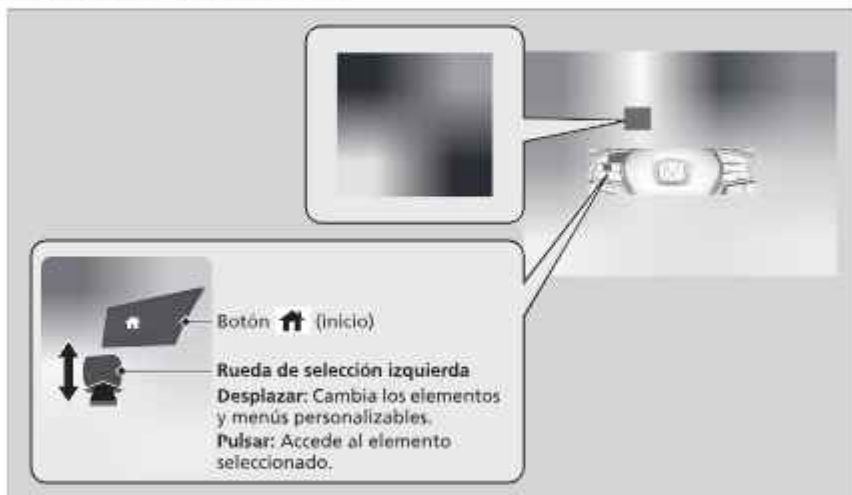 Botón (inicio)
Rueda de selección izquierda
Desplazar: Cambia los elementos
y menús personalizables.
Pulsar: Accede al elemento
seleccionado.